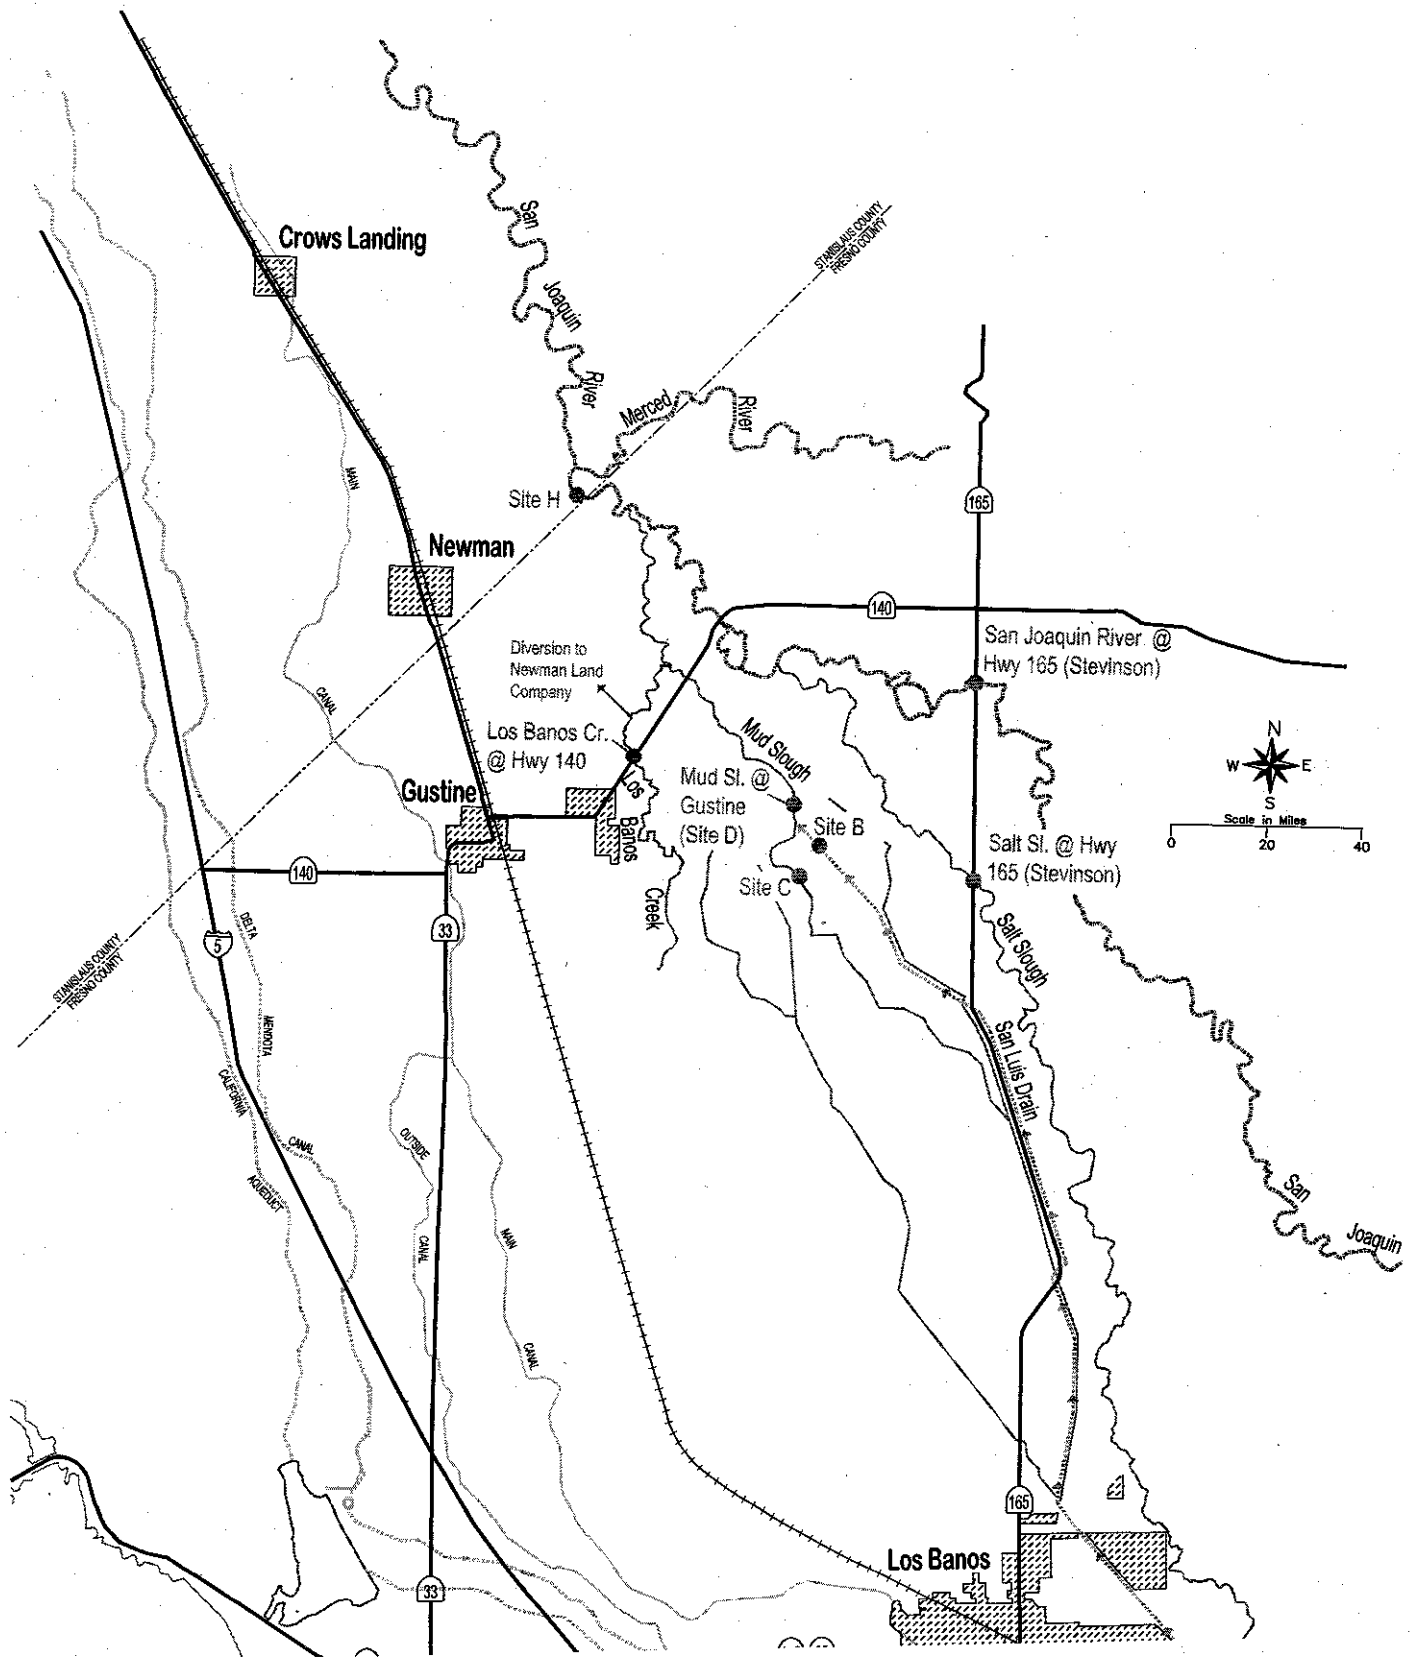 San
STANISLAUS COUNTY
FRESNO COUNTY
Crows Landing
Joaquin
River
Merced
River
MAIN
Site H
165
Newman
140
San Joaquin River @
Hwy 165 (Stevinson)
Diversion to
Newman Land
Company
CANAL
Los Banos Cr.
@ Hwy 140
Mud Slough
N
W
E
S
Scale in Miles
0
20
40
Gustine
Los
Banos
Creek
Mud Sl. @
Gustine
(Site D)
Site B
Site C
Salt Sl. @ Hwy
165 (Stevinson)
140
33
5
DELTA
MENDOTA
CANAL
STANISLAUS COUNTY
FRESNO COUNTY
Salt Slough
San Luis Drain
CALIFORNIA
AQUEDUCT
OUTSIDE
CANAL
MAIN
CANAL
San
Joaquin
165
Los Banos
33